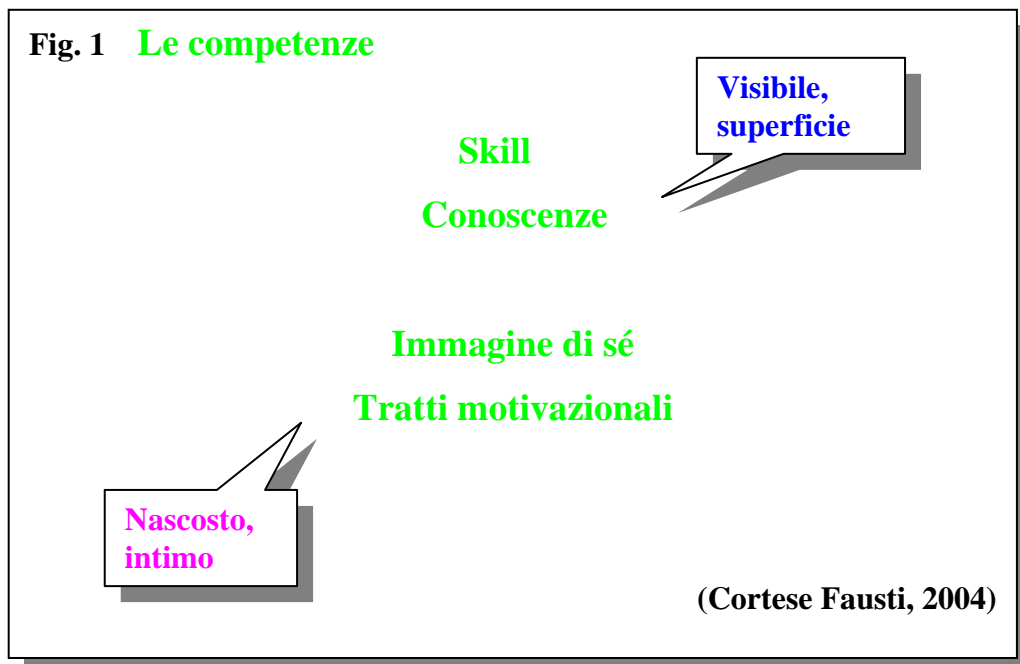 Fig. 1 Le competenze
Visibile,
superficie
Skill
Conoscenze
Immagine di sé
Tratti motivazionali
Nascosto,
intimo
(Cortese Fausti, 2004)